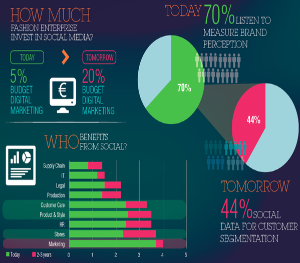 HOW MUCH
FASHION ENTERPRISE
INVEST IN SOCIAL MEDIA?
TODAY
TOMORROW
5%
BUDGET
DIGITAL
MARKETING
€
20%
BUDGET
DIGITAL
MARKETING
TODAY 70% LISTEN TO
MEASURE BRAND
PERCEPTION
70%
44%
TOMORROW
44% SOCIAL
DATA FOR CUSTOMER
SEGMENTATION
WHO BENEFITS
FROM SOCIAL?
Supply Chain
IT
Legal
Production
Customer Care
Product & Style
HR
Stores
Marketing
0
1
2
3
4
5
Today
2-3 years